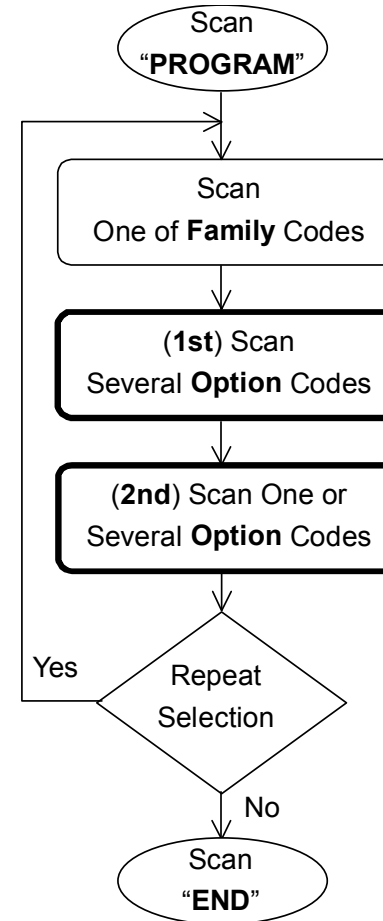 Scan
“PROGRAM”
Scan
One of Family Codes
(1st) Scan
Several Option Codes
(2nd) Scan One or
Several Option Codes
Yes
Repeat
Selection
No
Scan
“END”